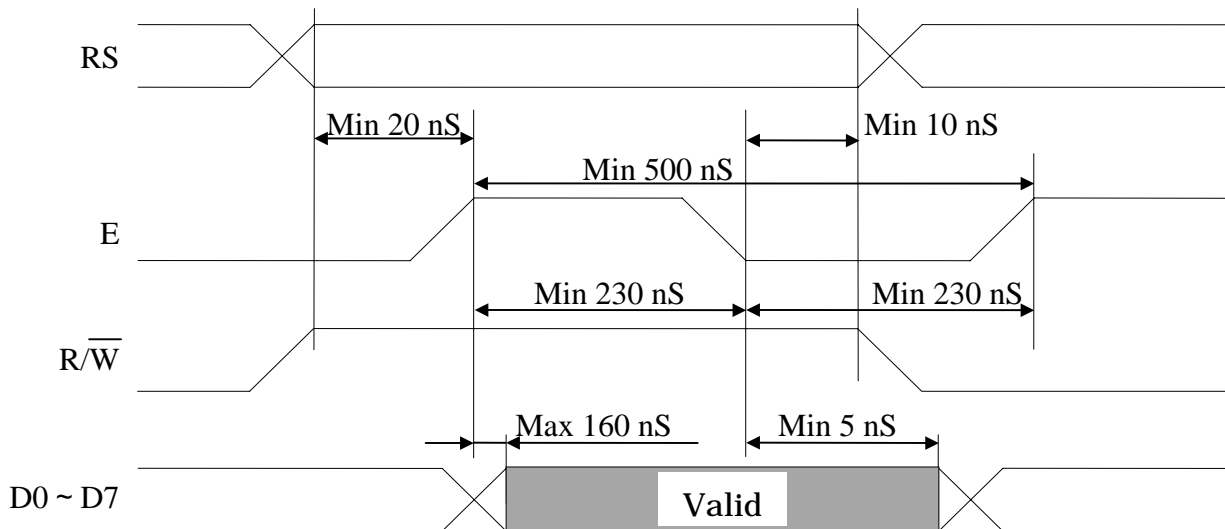 RS
Min 20 nS
Min 10 nS
Min 500 nS
E
Min 230 nS
Min 230 nS
R/W̅
Max 160 nS
Min 5 nS
D0 ~ D7
Valid